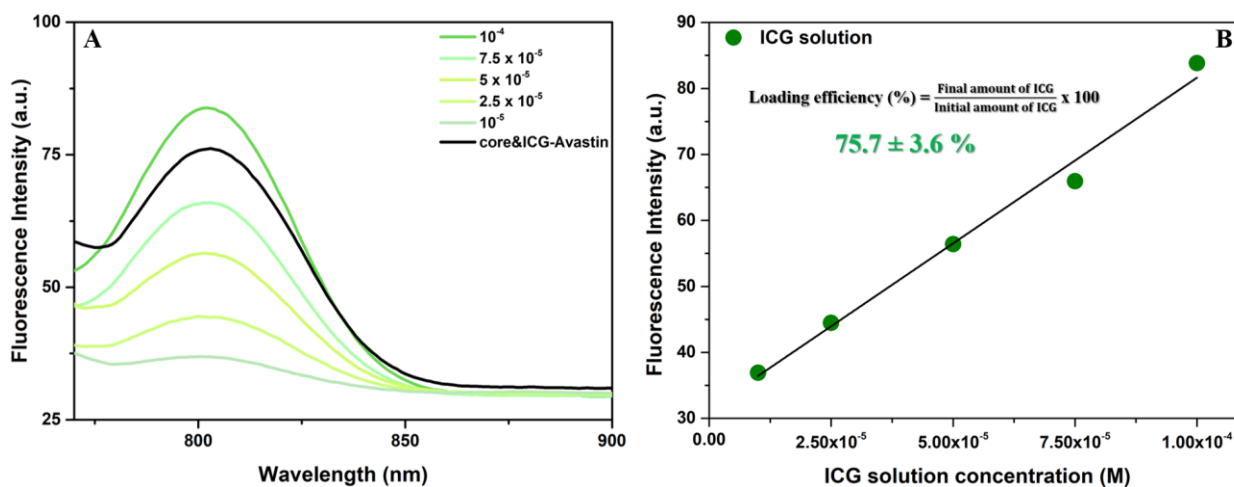 A
100
75
50
25
10⁻⁴
7.5 x 10⁻⁵
5 x 10⁻⁵
2.5 x 10⁻⁵
10⁻⁵
core&ICG-Avastin
800
850
900
Wavelength (nm)
Fluorescence Intensity (a.u.)
B
90
80
70
60
50
40
30
ICG solution
Loading efficiency (%) = Final amount of ICG / Initial amount of ICG x 100
75.7 ± 3.6 %
0.00
2.50x10⁻⁵
5.00x10⁻⁵
7.50x10⁻⁵
1.00x10⁻⁴
ICG solution concentration (M)
Fluorescence Intensity (a.u.)